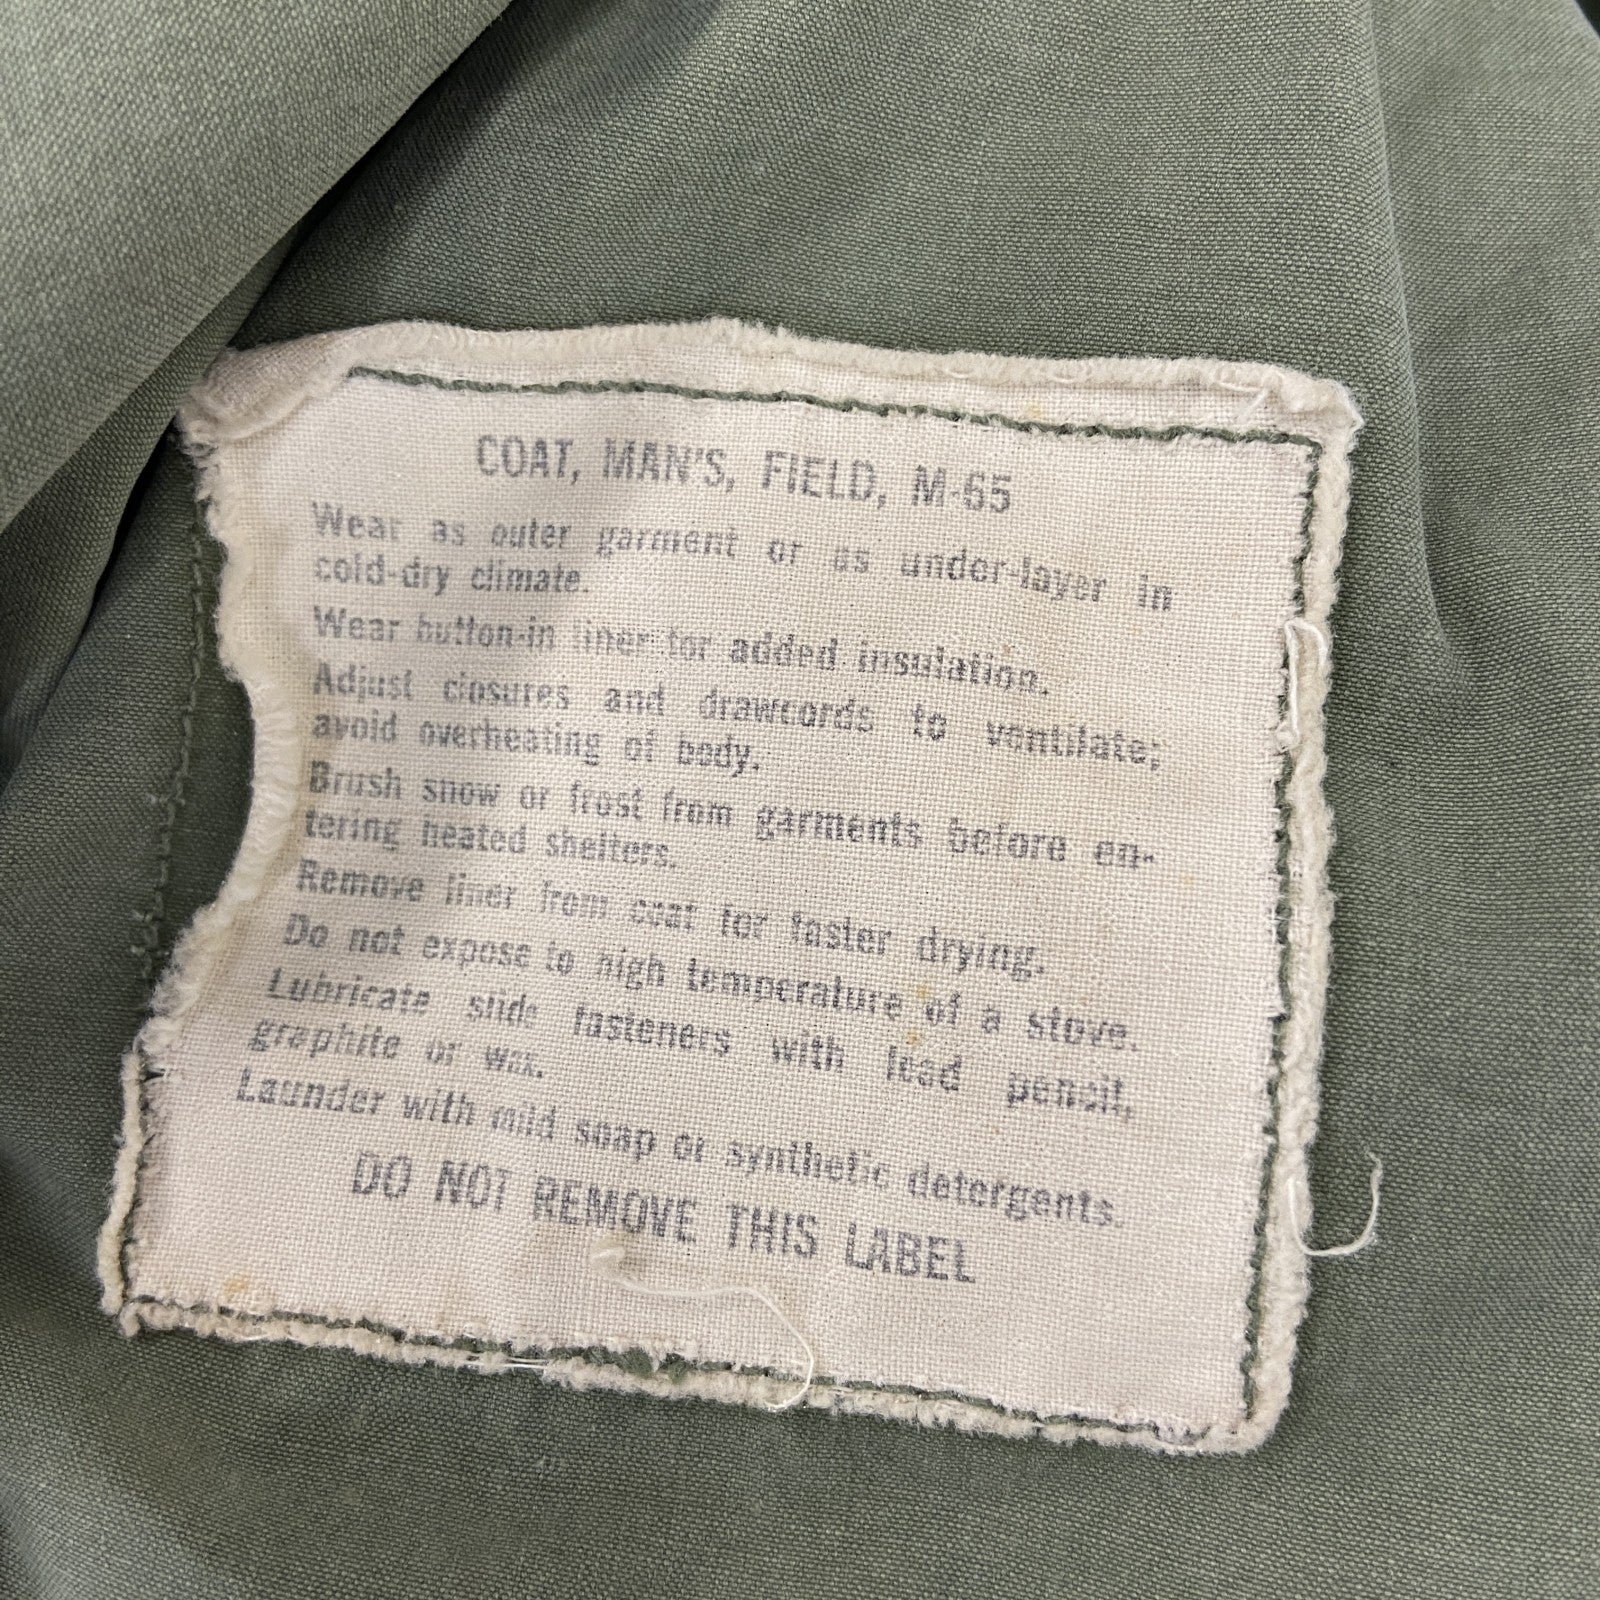 COAT, MAN'S, FIELD, M-65
Wear as outer garment or as under-layer in
cold-dry climate.
Wear button-in liner for added insulation.
Adjust closures and drawcords to ventilate;
avoid overheating of body.
Brush snow or frost from garments before en-
tering heated shelters.
Remove liner from coat for faster drying.
Do not expose to high temperature of a stove.
Lubricate slide fasteners with lead pencil,
graphite or wax.
Launder with mild soap or synthetic detergents.
DO NOT REMOVE THIS LABEL